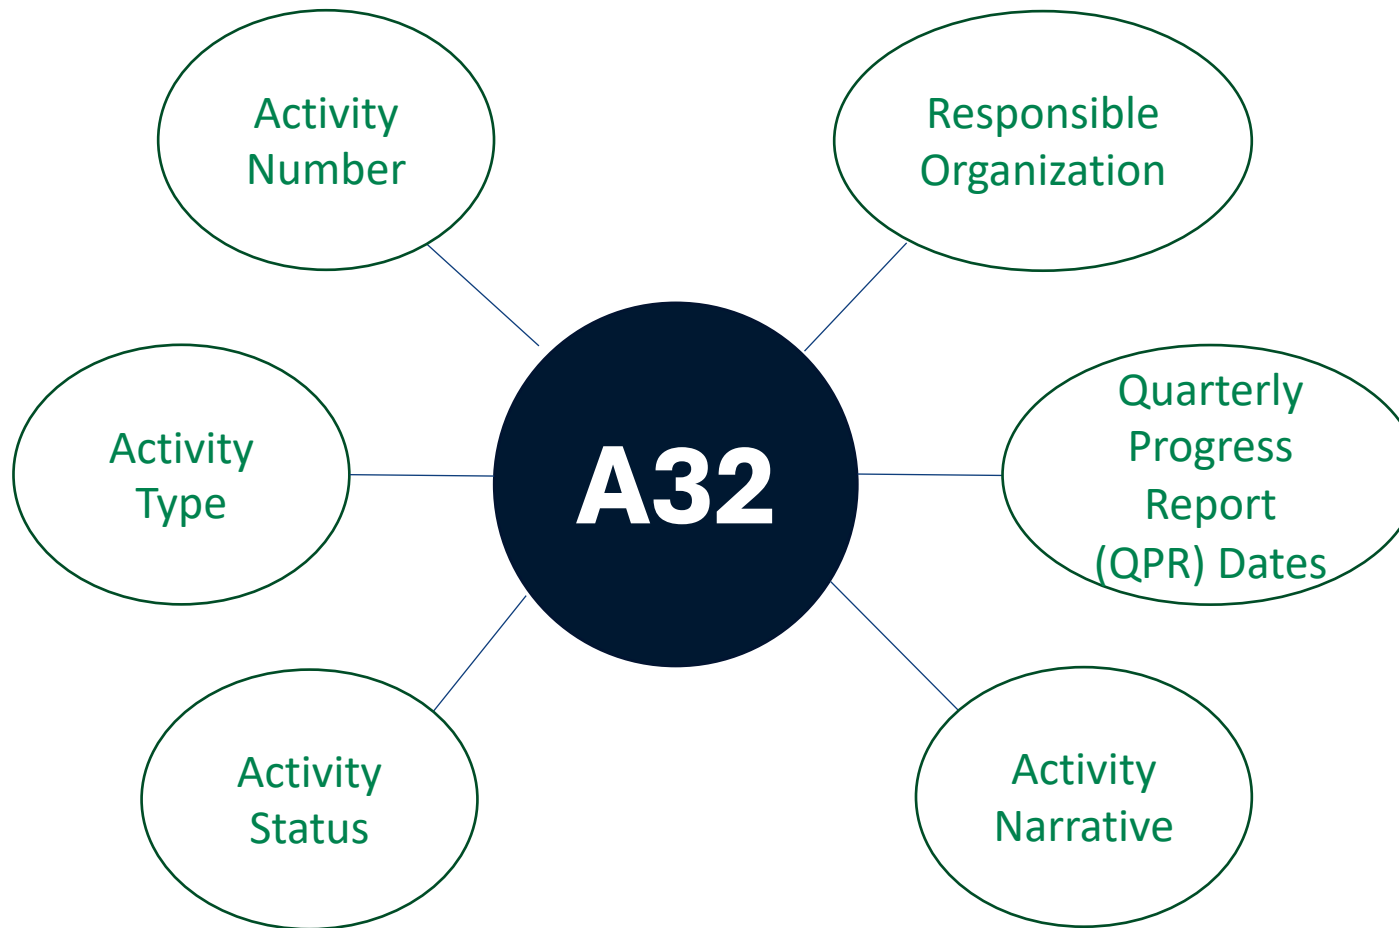 Activity
Number
Responsible
Organization
Activity
Type
A32
Quarterly
Progress
Report
(QPR) Dates
Activity
Status
Activity
Narrative